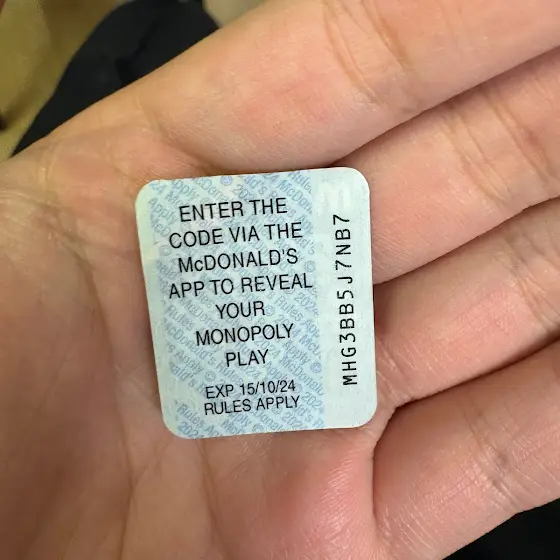 ENTER THE
CODE VIA THE
McDONALD'S
APP TO REVEAL
YOUR
MONOPOLY
PLAY
EXP 15/10/24
RULES APPLY
MHG3BB5J7NB7